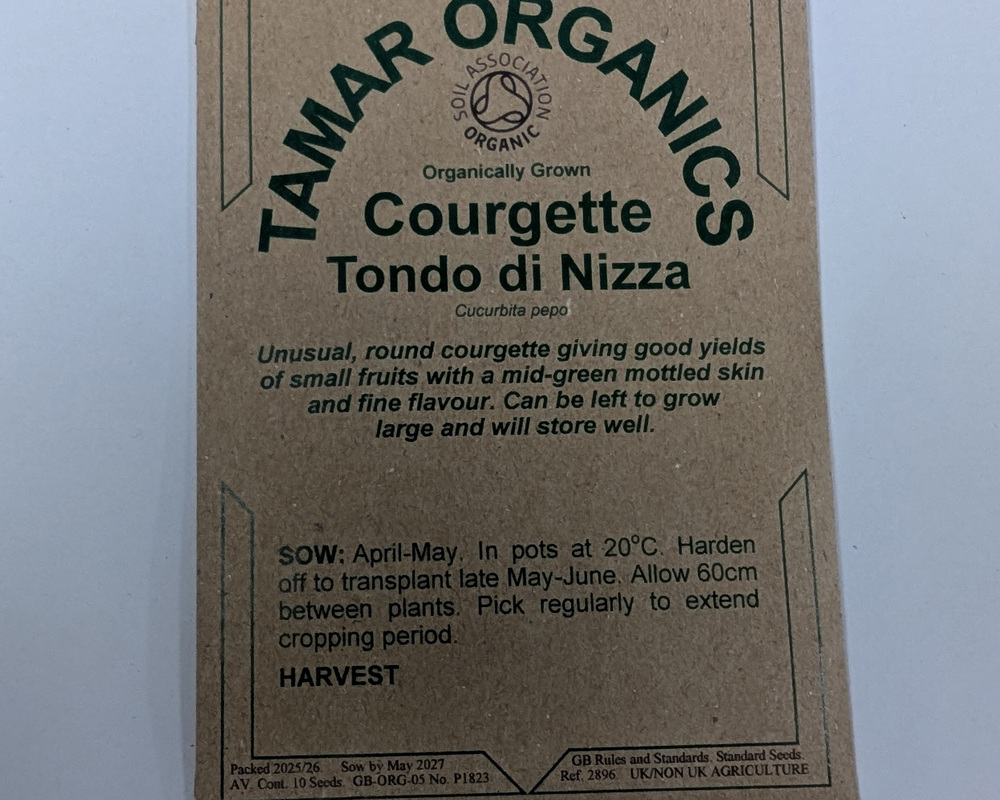 TAMAR ORGANICS
SOIL ASSOCIATION
ORGANIC
Organically Grown
Courgette
Tondo di Nizza
Cucurbita pepo
Unusual, round courgette giving good yields
of small fruits with a mid-green mottled skin
and fine flavour. Can be left to grow
large and will store well.
SOW: April-May. In pots at 20°C. Harden
off to transplant late May-June. Allow 60cm
between plants. Pick regularly to extend
cropping period.
HARVEST
Packed 2025/26. Sow by May 2027
AV. Cont. 10 Seeds. GB-ORG-05 No. P1823
GB Rules and Standards. Standard Seeds.
Ref. 2896. UK/NON UK AGRICULTURE